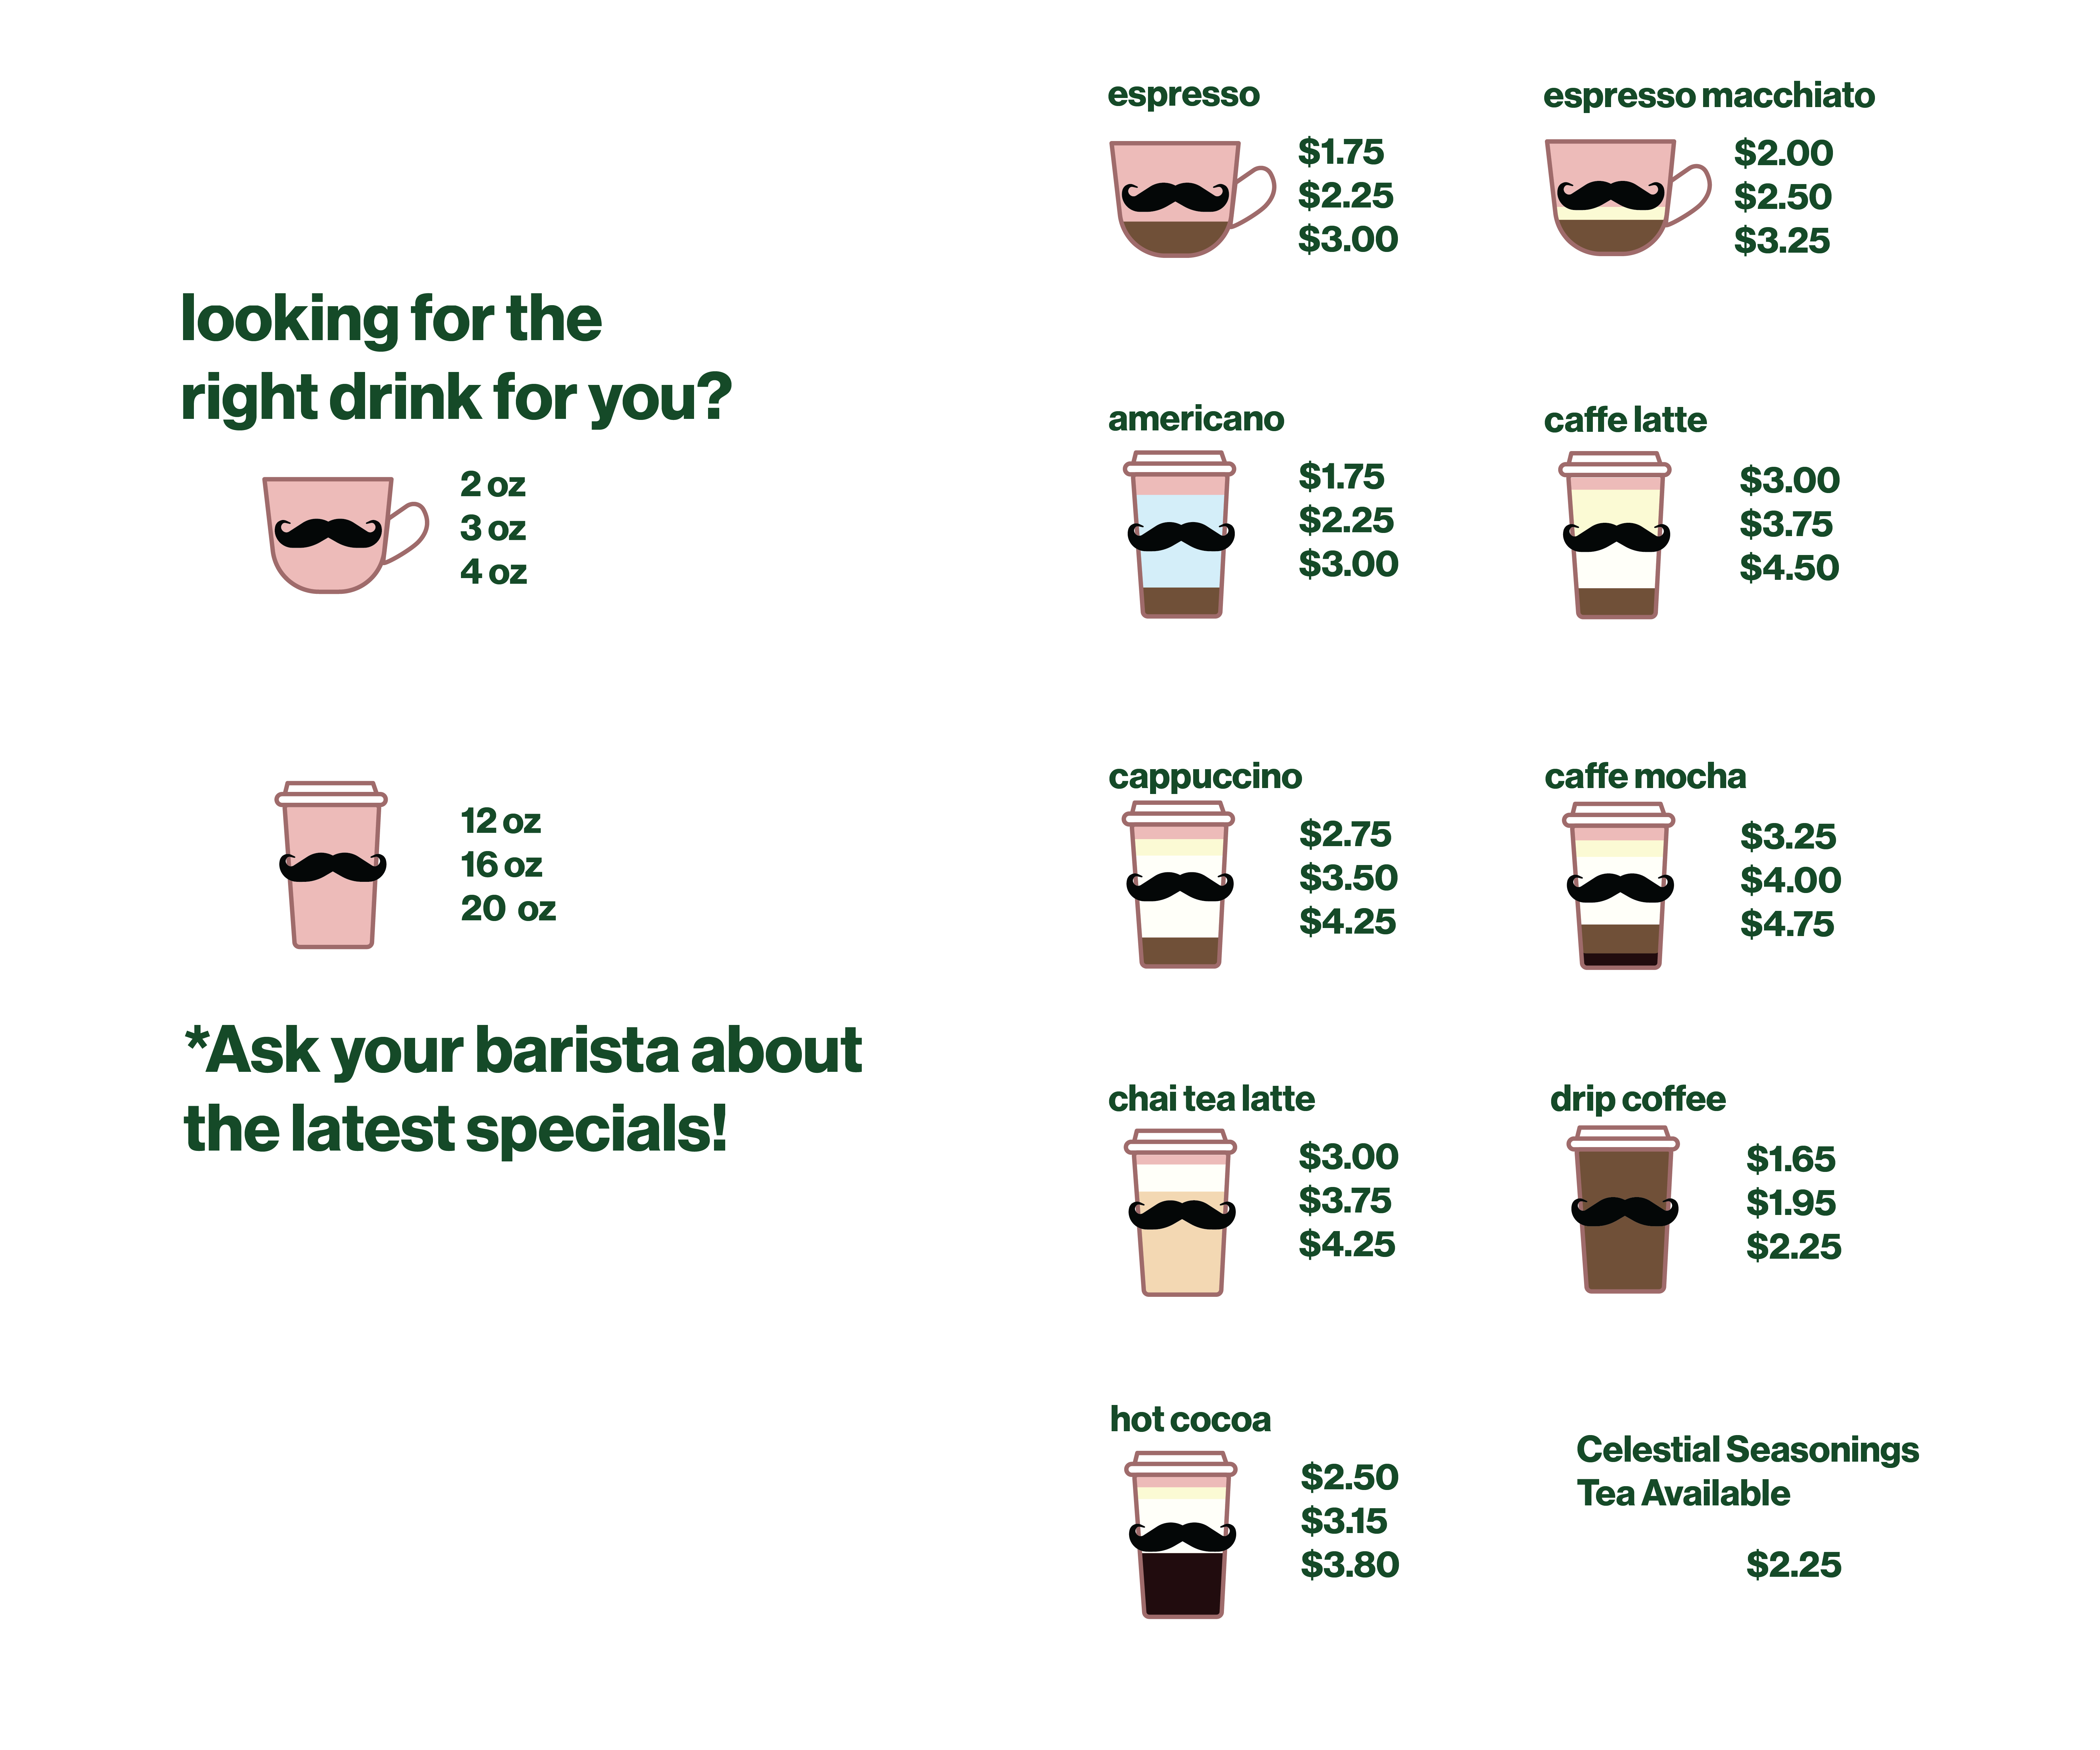 looking for the
right drink for you?
2 oz
3 oz
4 oz
12 oz
16 oz
20 oz
*Ask your barista about
the latest specials!
espresso
$1.75
$2.25
$3.00
espresso macchiato
$2.00
$2.50
$3.25
americano
$1.75
$2.25
$3.00
caffe latte
$3.00
$3.75
$4.50
cappuccino
$2.75
$3.50
$4.25
caffe mocha
$3.25
$4.00
$4.75
chai tea latte
$3.00
$3.75
$4.25
drip coffee
$1.65
$1.95
$2.25
hot cocoa
$2.50
$3.15
$3.80
Celestial Seasonings
Tea Available
$2.25